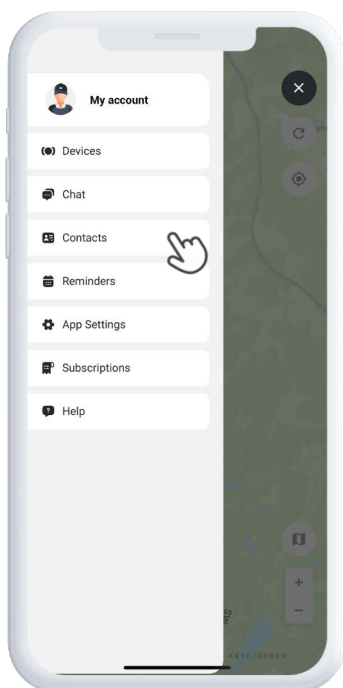 My account
Devices
Chat
Contacts
Reminders
App Settings
Subscriptions
Help